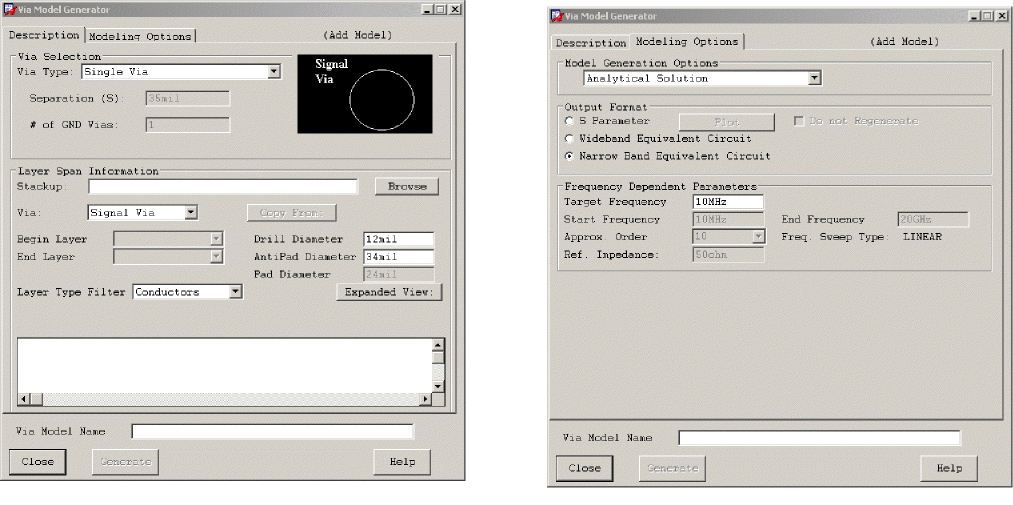 Via Model Generator
Description Modeling Options (Add Model)
Via Selection
Via Type: Single Via
Signal
Via
Separation (S): 35mil
# of GND Vias: 1
Layer Span Information
Stackup: Browse
Via: Signal Via Copy From:
Begin Layer Drill Diameter 12mil
End Layer AntiPad Diameter 34mil
Pad Diameter 24mil
Layer Type Filter Conductors Expanded View:
Via Model Name
Close Generate Help
Via Model Generator
Description Modeling Options (Add Model)
Model Generation Options
Analytical Solution
Output Format
S Parameter Plot Do not Regenerate
Wideband Equivalent Circuit
Narrow Band Equivalent Circuit
Frequency Dependent Parameters
Target Frequency 10MHz
Start Frequency 10MHz End Frequency 20GHz
Approx. Order 10 Freq. Sweep Type: LINEAR
Ref. Impedance: 50ohm
Via Model Name
Close Generate Help